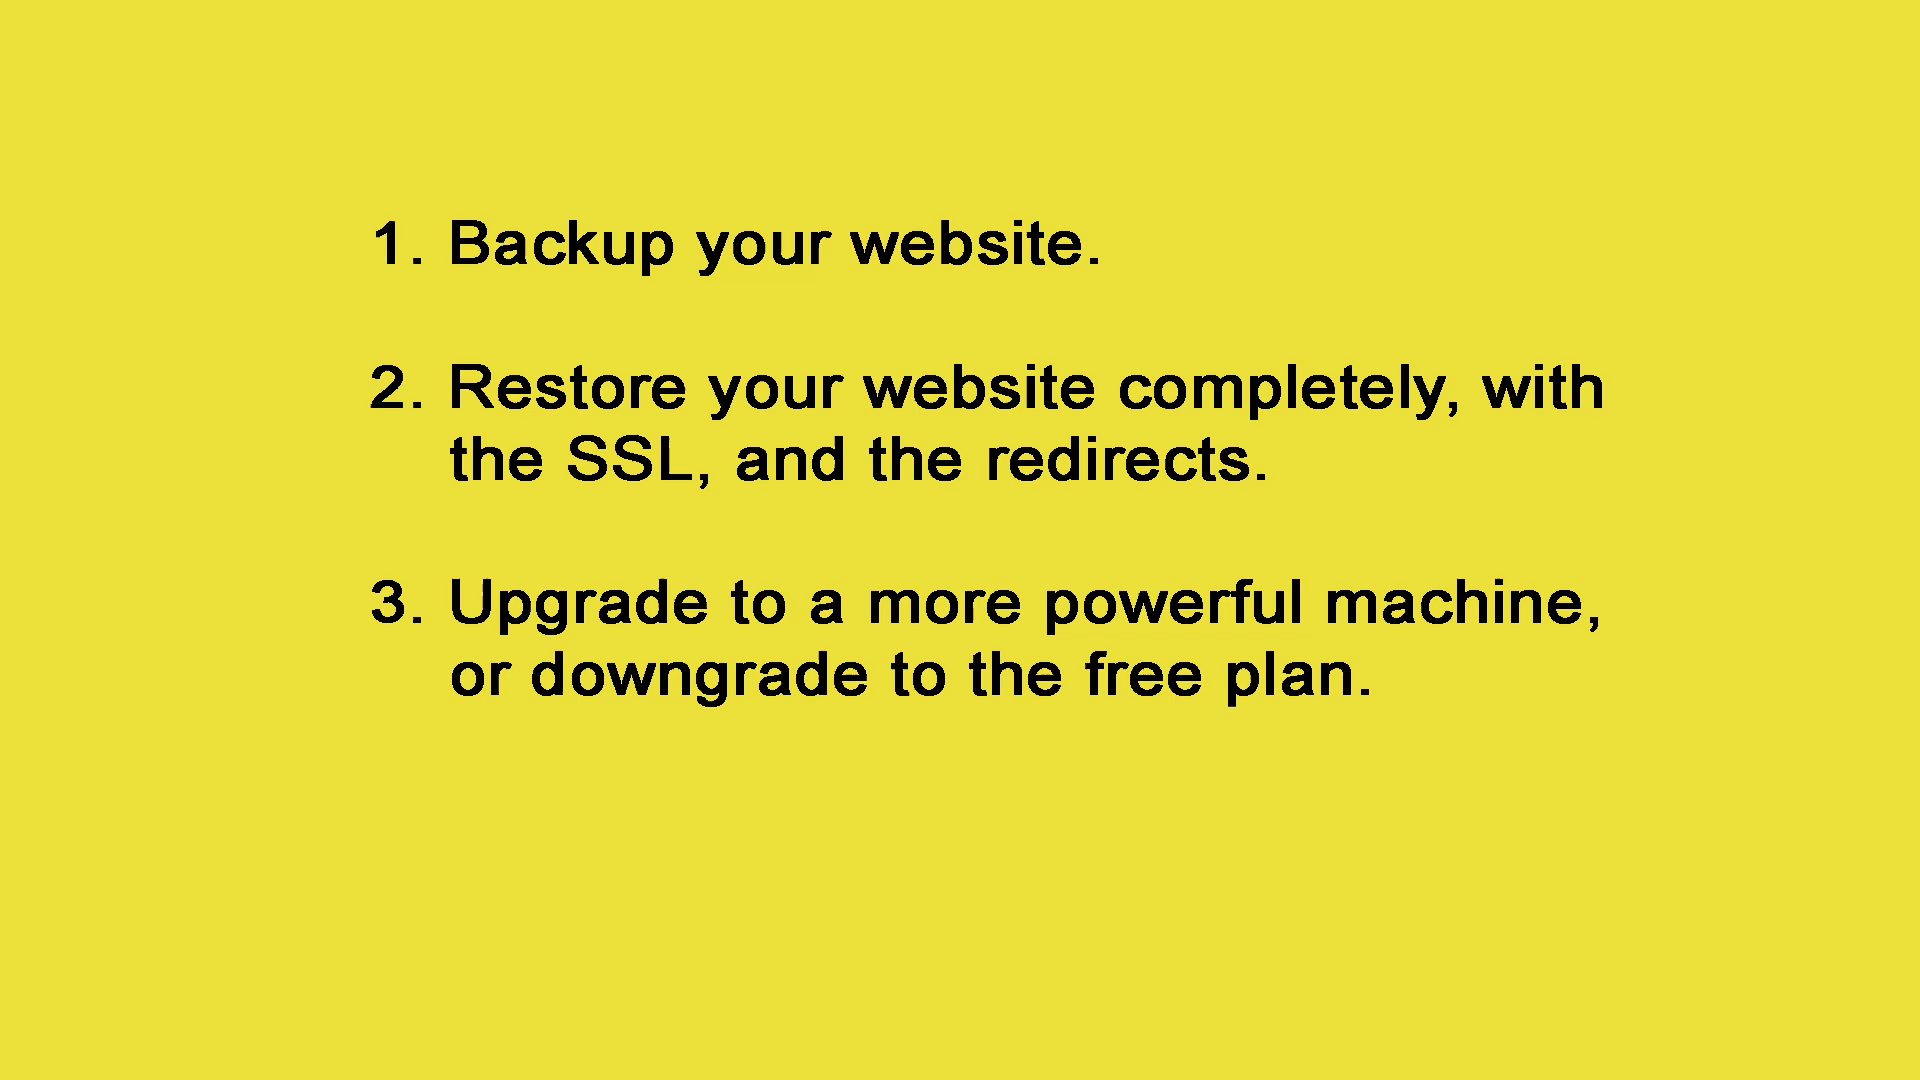 1. Backup your website.
2. Restore your website completely, with
the SSL, and the redirects.
3. Upgrade to a more powerful machine,
or downgrade to the free plan.